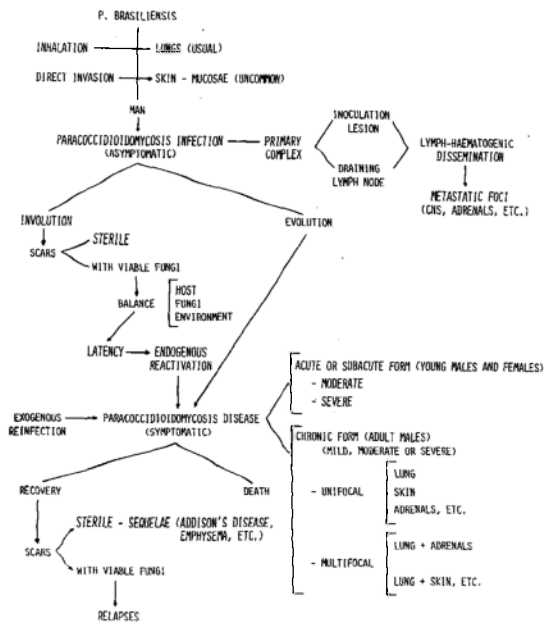 P. BRASILIENSIS
INHALATION
LUNGS (USUAL)
DIRECT INVASION
SKIN - MUCOSAE (UNCOMMON)
MAN
PARACOCCIDIOIDOMYCOSIS INFECTION
(ASYMPTOMATIC)
PRIMARY
COMPLEX
INOCULATION
LESION
DRAINING
LYMPH NODE
LYMPH-HAEMATOGENIC
DISSEMINATION
METASTATIC FOCI
(CNS, ADRENALS, ETC.)
INVOLUTION
EVOLUTION
SCARS
STERILE
WITH VIABLE FUNGI
BALANCE
HOST
FUNGI
ENVIRONMENT
LATENCY
ENDOGENOUS
REACTIVATION
EXOGENOUS
REINFECTION
PARACOCCIDIOIDOMYCOSIS DISEASE
(SYMPTOMATIC)
ACUTE OR SUBACUTE FORM (YOUNG MALES AND FEMALES)
- MODERATE
- SEVERE
CHRONIC FORM (ADULT MALES)
(MILD, MODERATE OR SEVERE)
- UNIFOCAL
LUNG
SKIN
ADRENALS, ETC.
- MULTIFOCAL
LUNG + ADRENALS
LUNG + SKIN, ETC.
RECOVERY
DEATH
SCARS
STERILE - SEQUELAE (ADDISON'S DISEASE,
EMPHYSEMA, ETC.)
WITH VIABLE FUNGI
RELAPSES